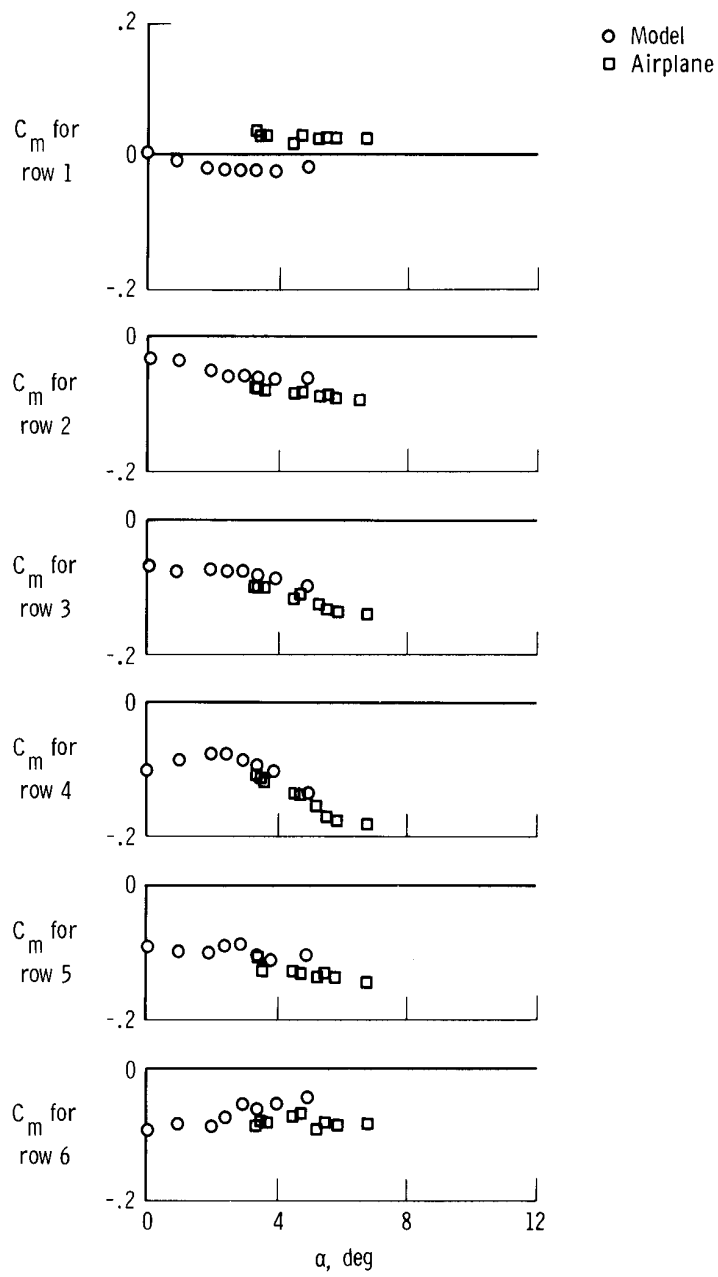 .2
Model
Airplane
C_m for
row 1
0
-.2
0
C_m for
row 2
-.2
0
C_m for
row 3
-.2
0
C_m for
row 4
-.2
0
C_m for
row 5
-.2
0
C_m for
row 6
-.2
0 4 8 12
α, deg